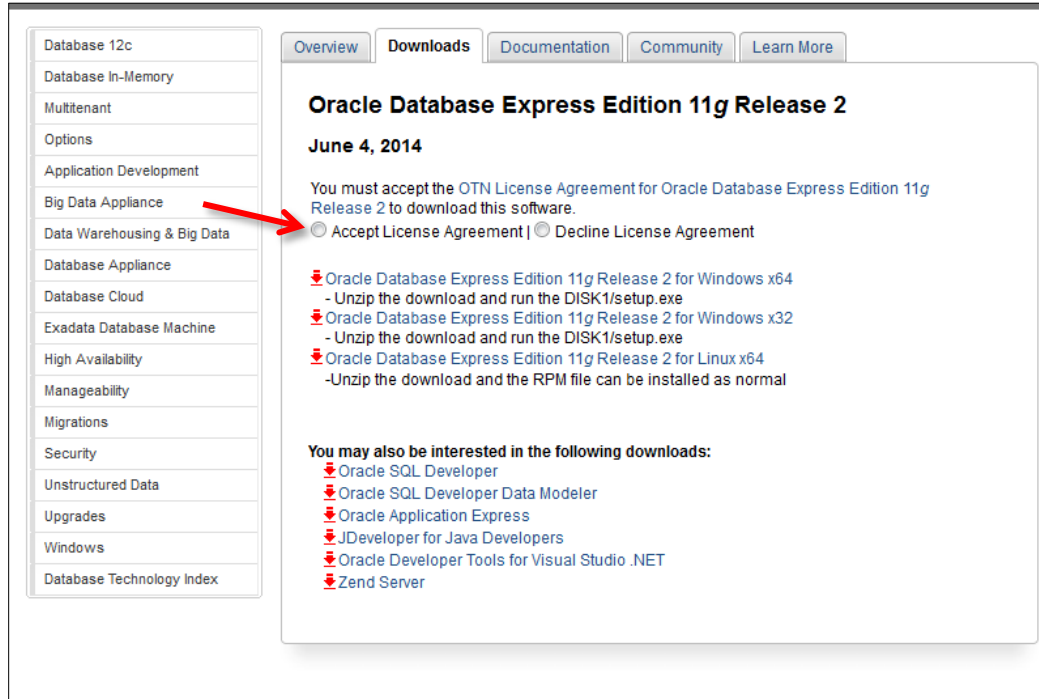 Database 12c
Database In-Memory
Multitenant
Options
Application Development
Big Data Appliance
Data Warehousing & Big Data
Database Appliance
Database Cloud
Exadata Database Machine
High Availability
Manageability
Migrations
Security
Unstructured Data
Upgrades
Windows
Database Technology Index
Overview Downloads Documentation Community Learn More
Oracle Database Express Edition 11g Release 2
June 4, 2014
You must accept the OTN License Agreement for Oracle Database Express Edition 11g
Release 2 to download this software.
Accept License Agreement | Decline License Agreement
Oracle Database Express Edition 11g Release 2 for Windows x64
- Unzip the download and run the DISK1/setup.exe
Oracle Database Express Edition 11g Release 2 for Windows x32
- Unzip the download and run the DISK1/setup.exe
Oracle Database Express Edition 11g Release 2 for Linux x64
-Unzip the download and the RPM file can be installed as normal
You may also be interested in the following downloads:
Oracle SQL Developer
Oracle SQL Developer Data Modeler
Oracle Application Express
JDeveloper for Java Developers
Oracle Developer Tools for Visual Studio .NET
Zend Server